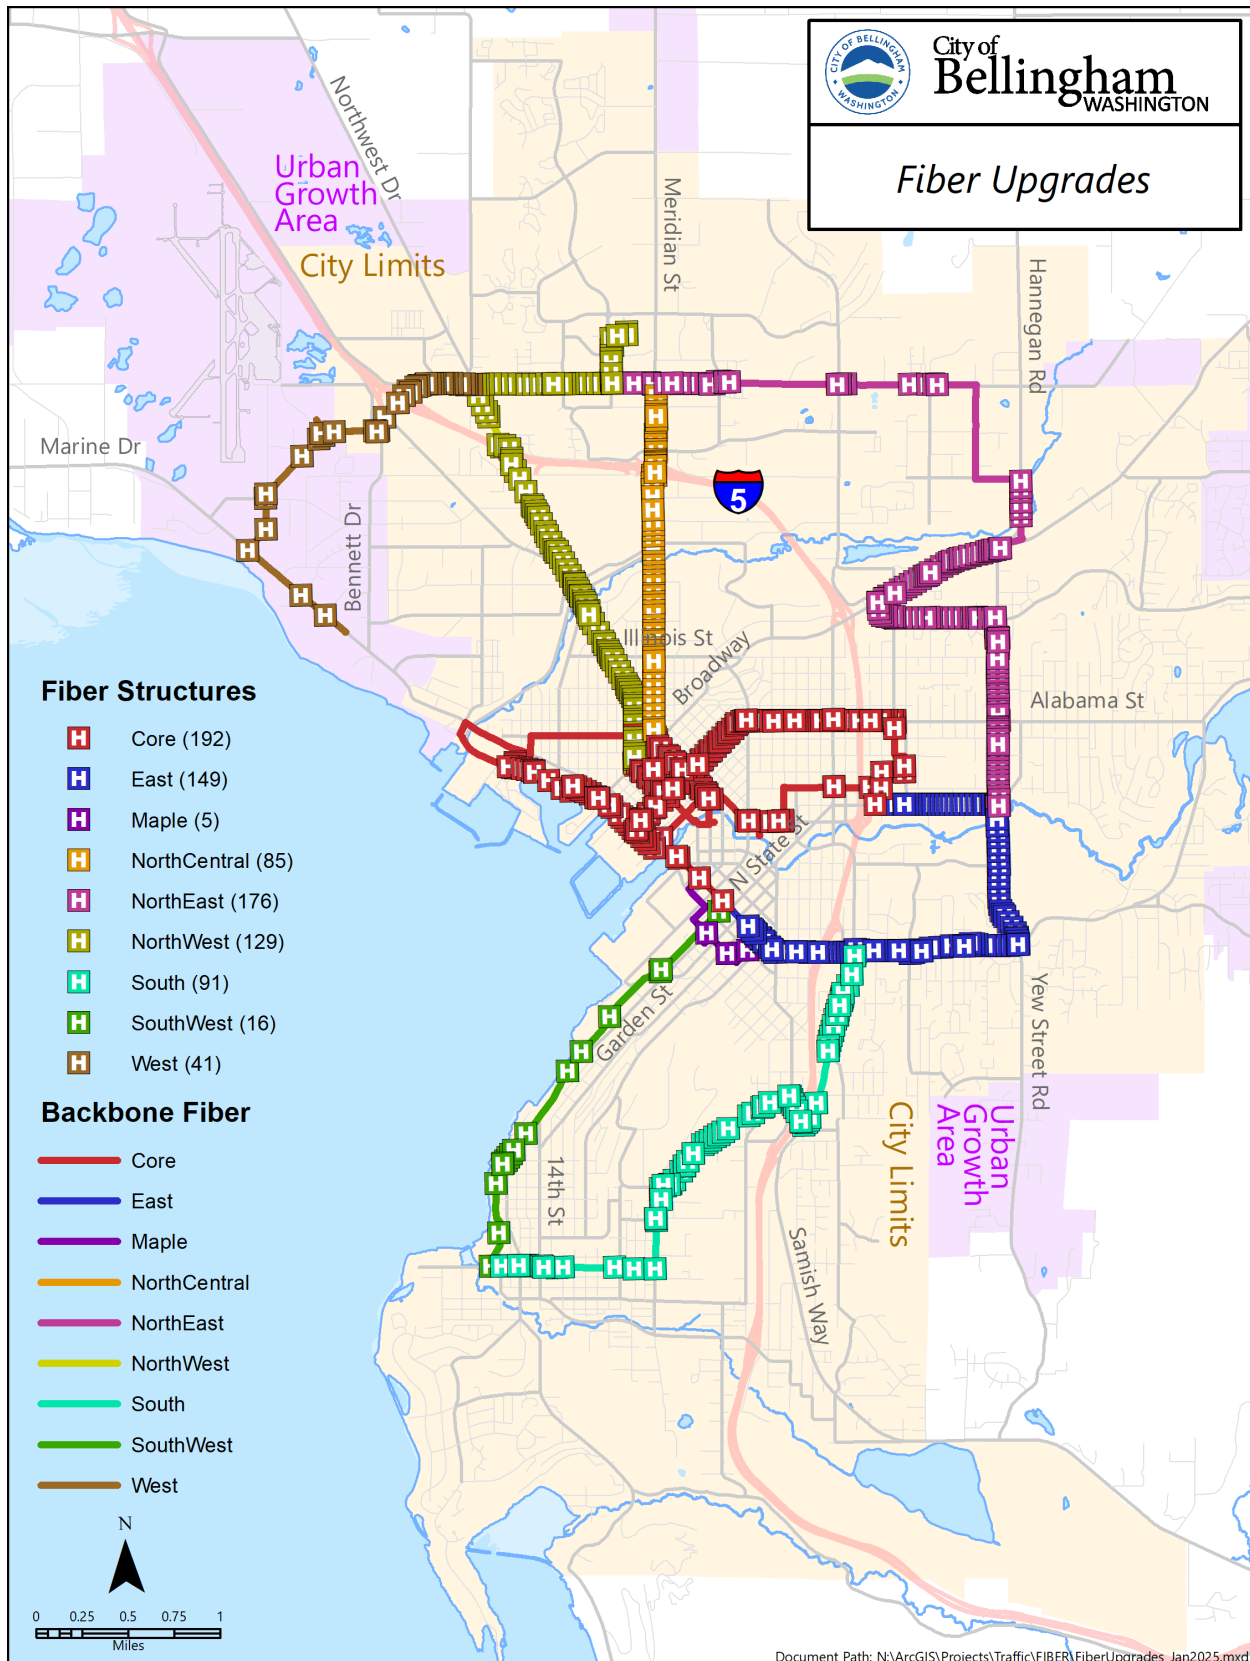 CITY OF BELLINGHAM
WASHINGTON
City of
Bellingham
WASHINGTON
Fiber Upgrades
Northwest Dr
Urban
Growth
Area
City Limits
Meridian St
Hannegan Rd
Marine Dr
5
Bennett Dr
Illinois St
Broadway
Alabama St
N State St
Garden St
Yew Street Rd
14th St
Samish Way
City Limits
Urban
Growth
Area
Fiber Structures
H Core (192)
H East (149)
H Maple (5)
H NorthCentral (85)
H NorthEast (176)
H NorthWest (129)
H South (91)
H SouthWest (16)
H West (41)
Backbone Fiber
Core
East
Maple
NorthCentral
NorthEast
NorthWest
South
SouthWest
West
N
0 0.25 0.5 0.75 1
Miles
Document Path: N:\ArcGIS\Projects\Traffic\FIBER\FiberUpgrades_Jan2025.mxd